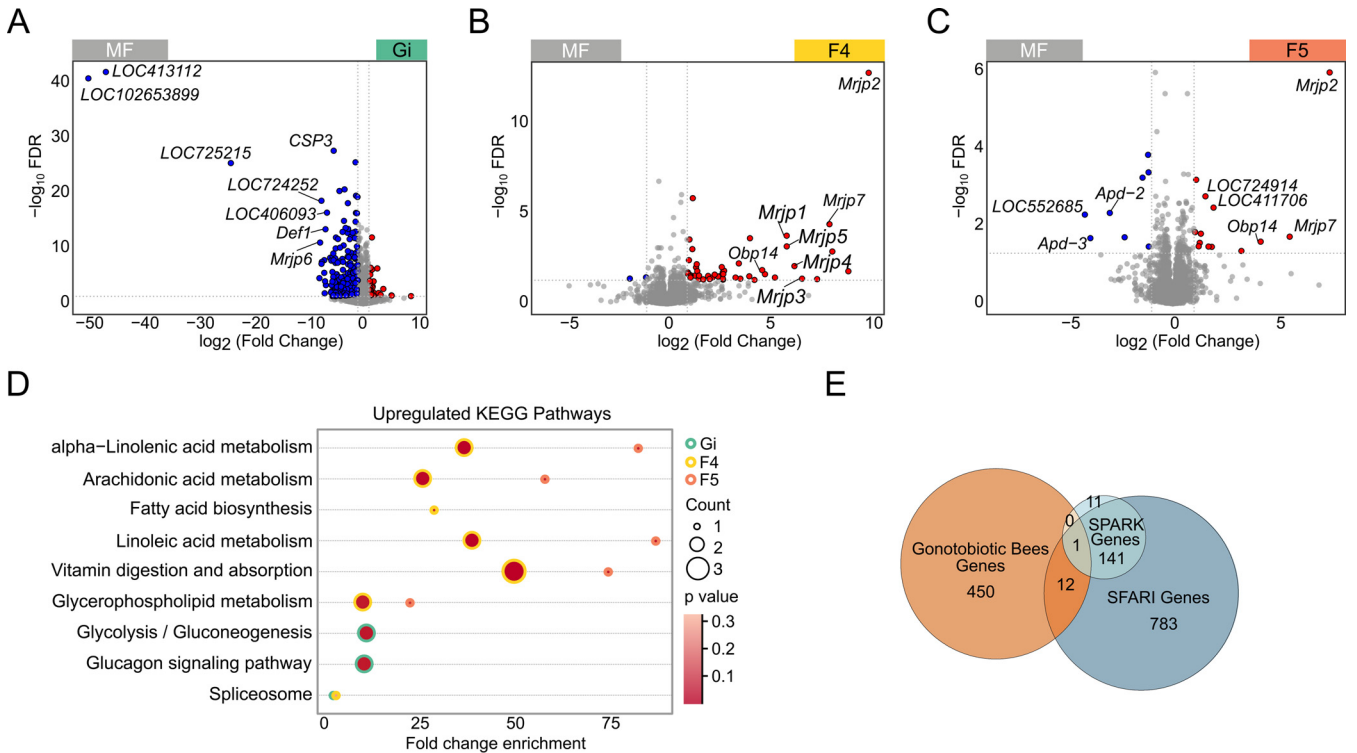 A
MF
Gi
LOC413112
LOC102653899
CSP3
LOC725215
LOC724252
LOC406093
Def1
Mrjp6
40
30
20
10
0
−log10 FDR
−50
−40
−30
−20
−10
0
10
log2 (Fold Change)
B
MF
F4
Mrjp2
Mrjp7
Mrjp1
Mrjp5
Obp14
Mrjp4
Mrjp3
10
5
0
−log10 FDR
−5
0
5
10
log2 (Fold Change)
C
MF
F5
Mrjp2
LOC724914
LOC411706
Apd-2
LOC552685
Obp14
Mrjp7
Apd-3
6
4
2
0
−log10 FDR
−5
0
5
log2 (Fold Change)
D
Upregulated KEGG Pathways
alpha−Linolenic acid metabolism
Arachidonic acid metabolism
Fatty acid biosynthesis
Linoleic acid metabolism
Vitamin digestion and absorption
Glycerophospholipid metabolism
Glycolysis / Gluconeogenesis
Glucagon signaling pathway
Spliceosome
0
25
50
75
Fold change enrichment
Gi
F4
F5
Count
1
2
3
p value
0.3
0.2
0.1
E
11
0
SPARK
Genes
1
141
Gonotobiotic Bees
Genes
450
12
SFARI Genes
783